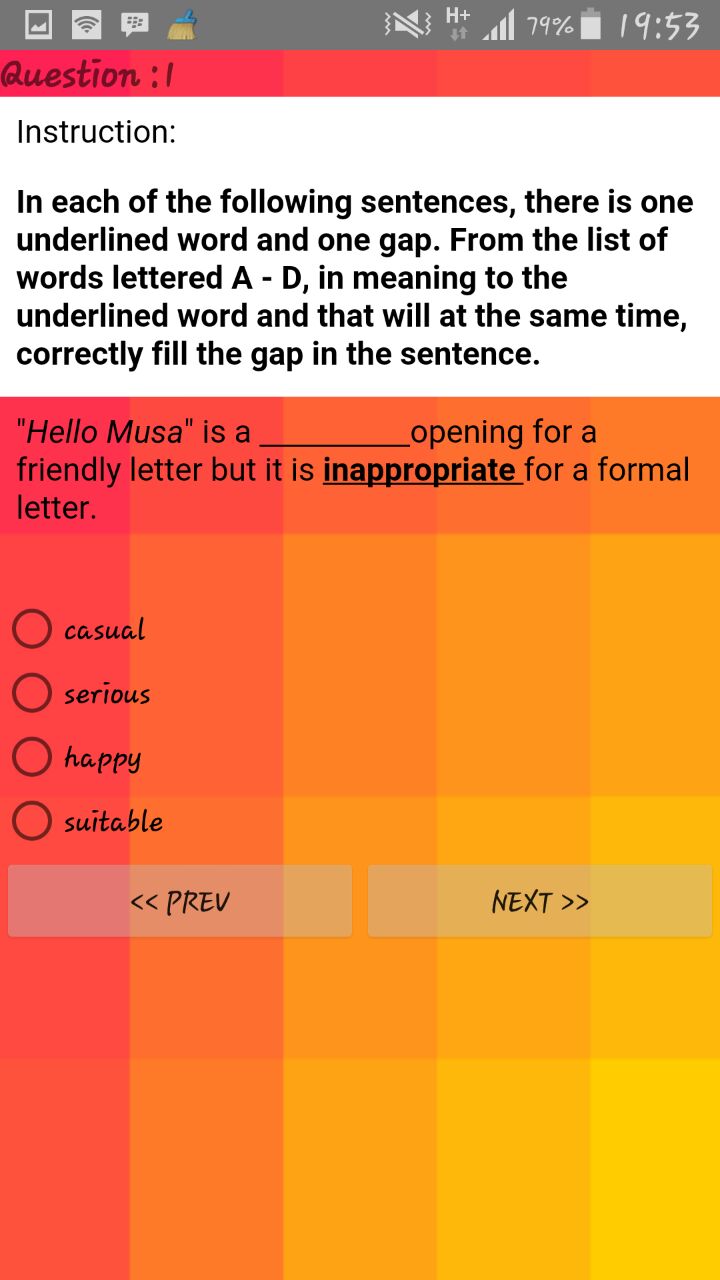 H+ 79% 19:53
Question :1
Instruction:
In each of the following sentences, there is one
underlined word and one gap. From the list of
words lettered A - D, in meaning to the
underlined word and that will at the same time,
correctly fill the gap in the sentence.
"Hello Musa" is a __________opening for a
friendly letter but it is inappropriate for a formal
letter.
casual
serious
happy
suitable
<< PREV
NEXT >>